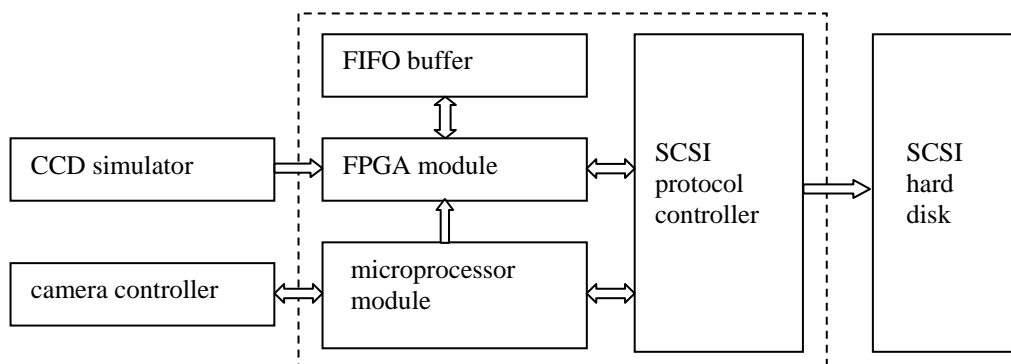 FIFO buffer
CCD simulator
FPGA module
SCSI
protocol
controller
SCSI
hard
disk
camera controller
microprocessor
module